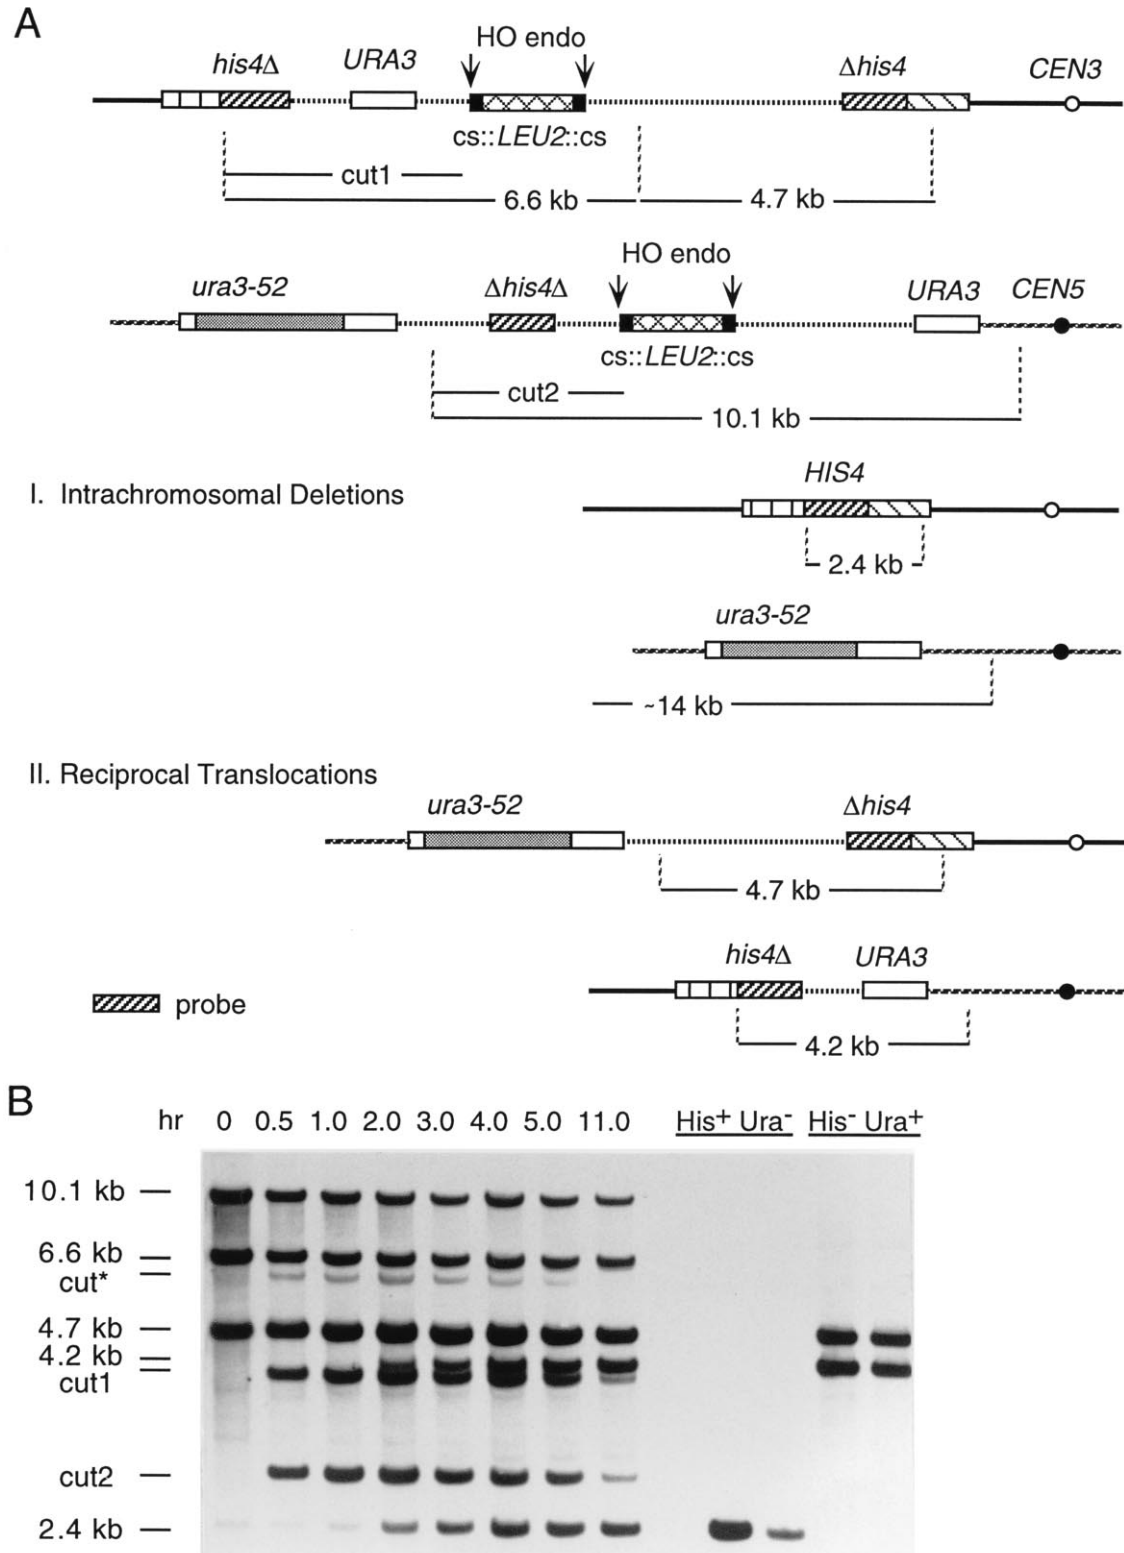 A
HO endo
his4Δ URA3 Δhis4 CEN3
cs::LEU2::cs
cut1
6.6 kb 4.7 kb
HO endo
ura3-52 Δhis4Δ URA3 CEN5
cs::LEU2::cs
cut2
10.1 kb
HIS4
I. Intrachromosomal Deletions
2.4 kb
ura3-52
~14 kb
II. Reciprocal Translocations
ura3-52 Δhis4
4.7 kb
his4Δ URA3
probe
4.2 kb
B
hr 0 0.5 1.0 2.0 3.0 4.0 5.0 11.0 His+ Ura- His- Ura+
10.1 kb
6.6 kb
cut*
4.7 kb
4.2 kb
cut1
cut2
2.4 kb